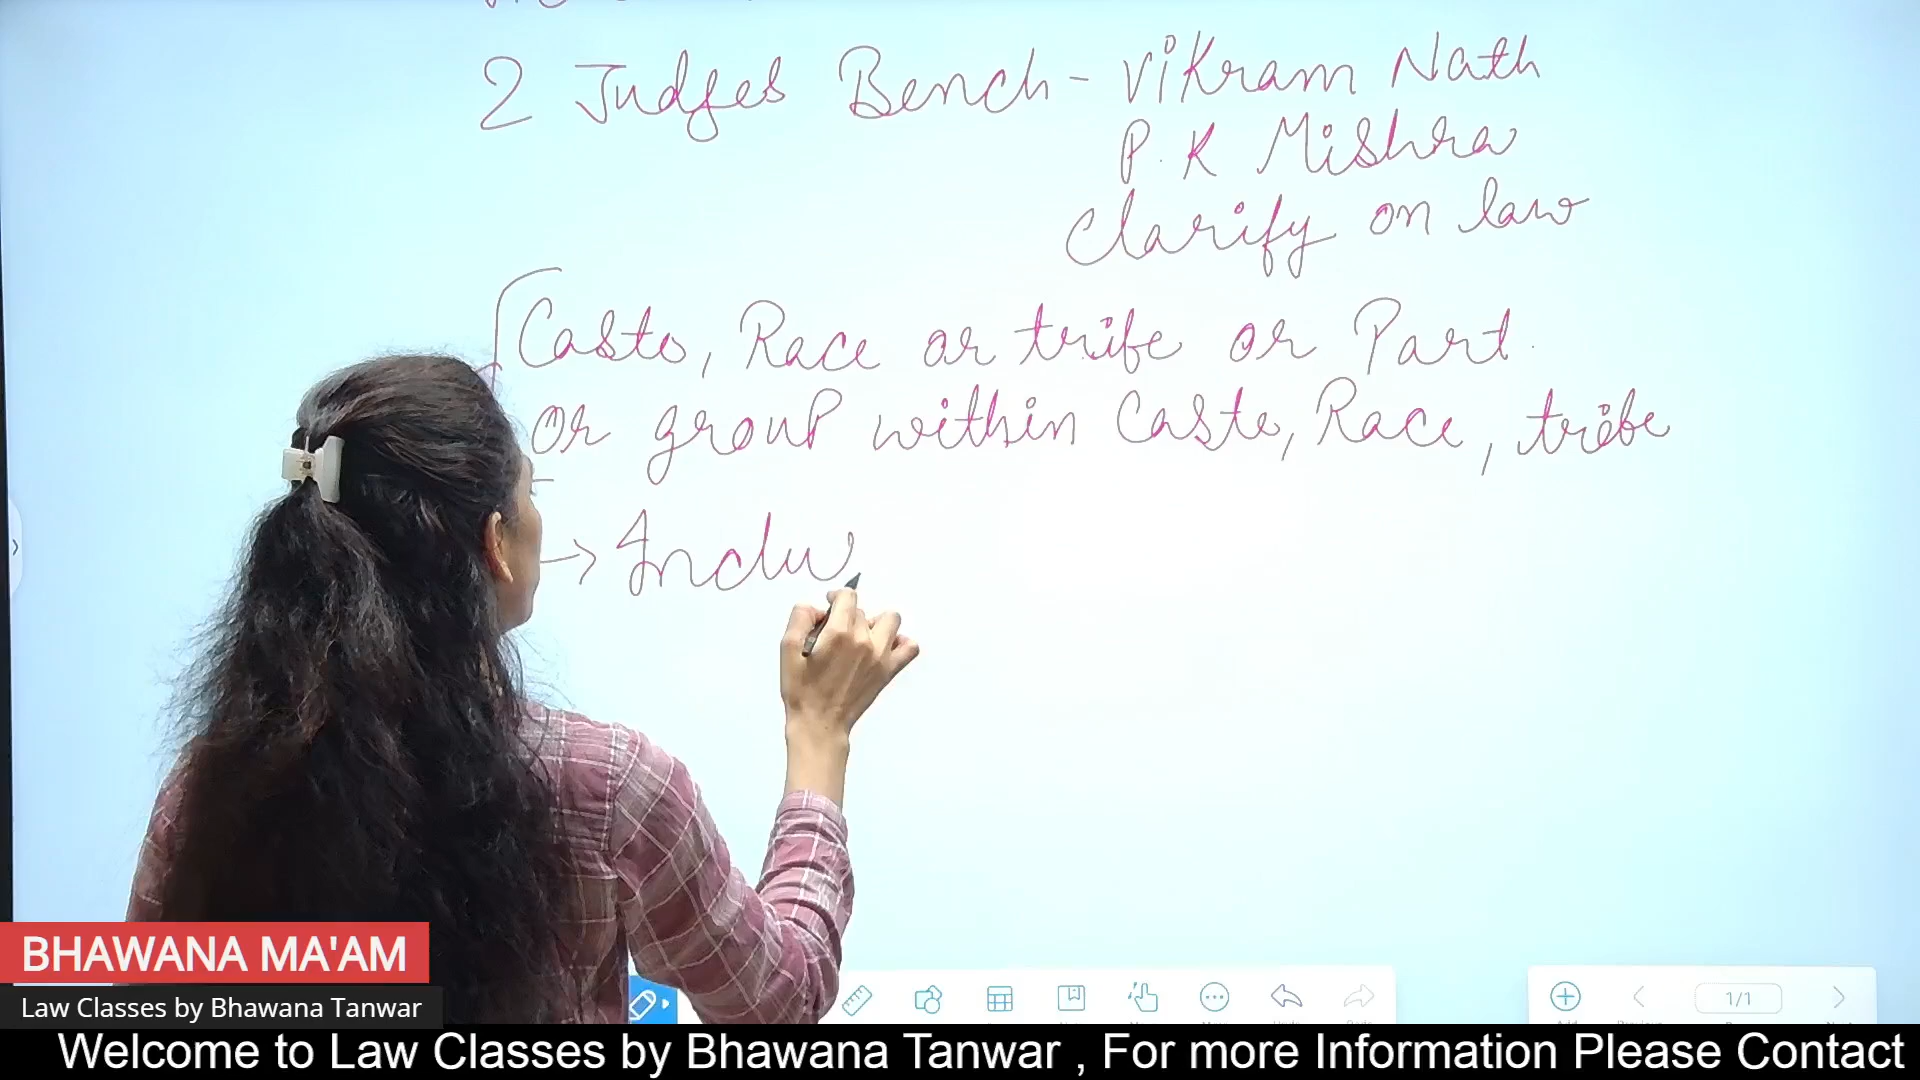 2 Judges Bench - Vikram Nath
P. K Mishra
Clarify on law
Caste, Race or tribe or Part
or group within Caste, Race, tribe
→ Inclu
BHAWANA MA'AM
Law Classes by Bhawana Tanwar
1/1
Welcome to Law Classes by Bhawana Tanwar , For more Information Please Contact